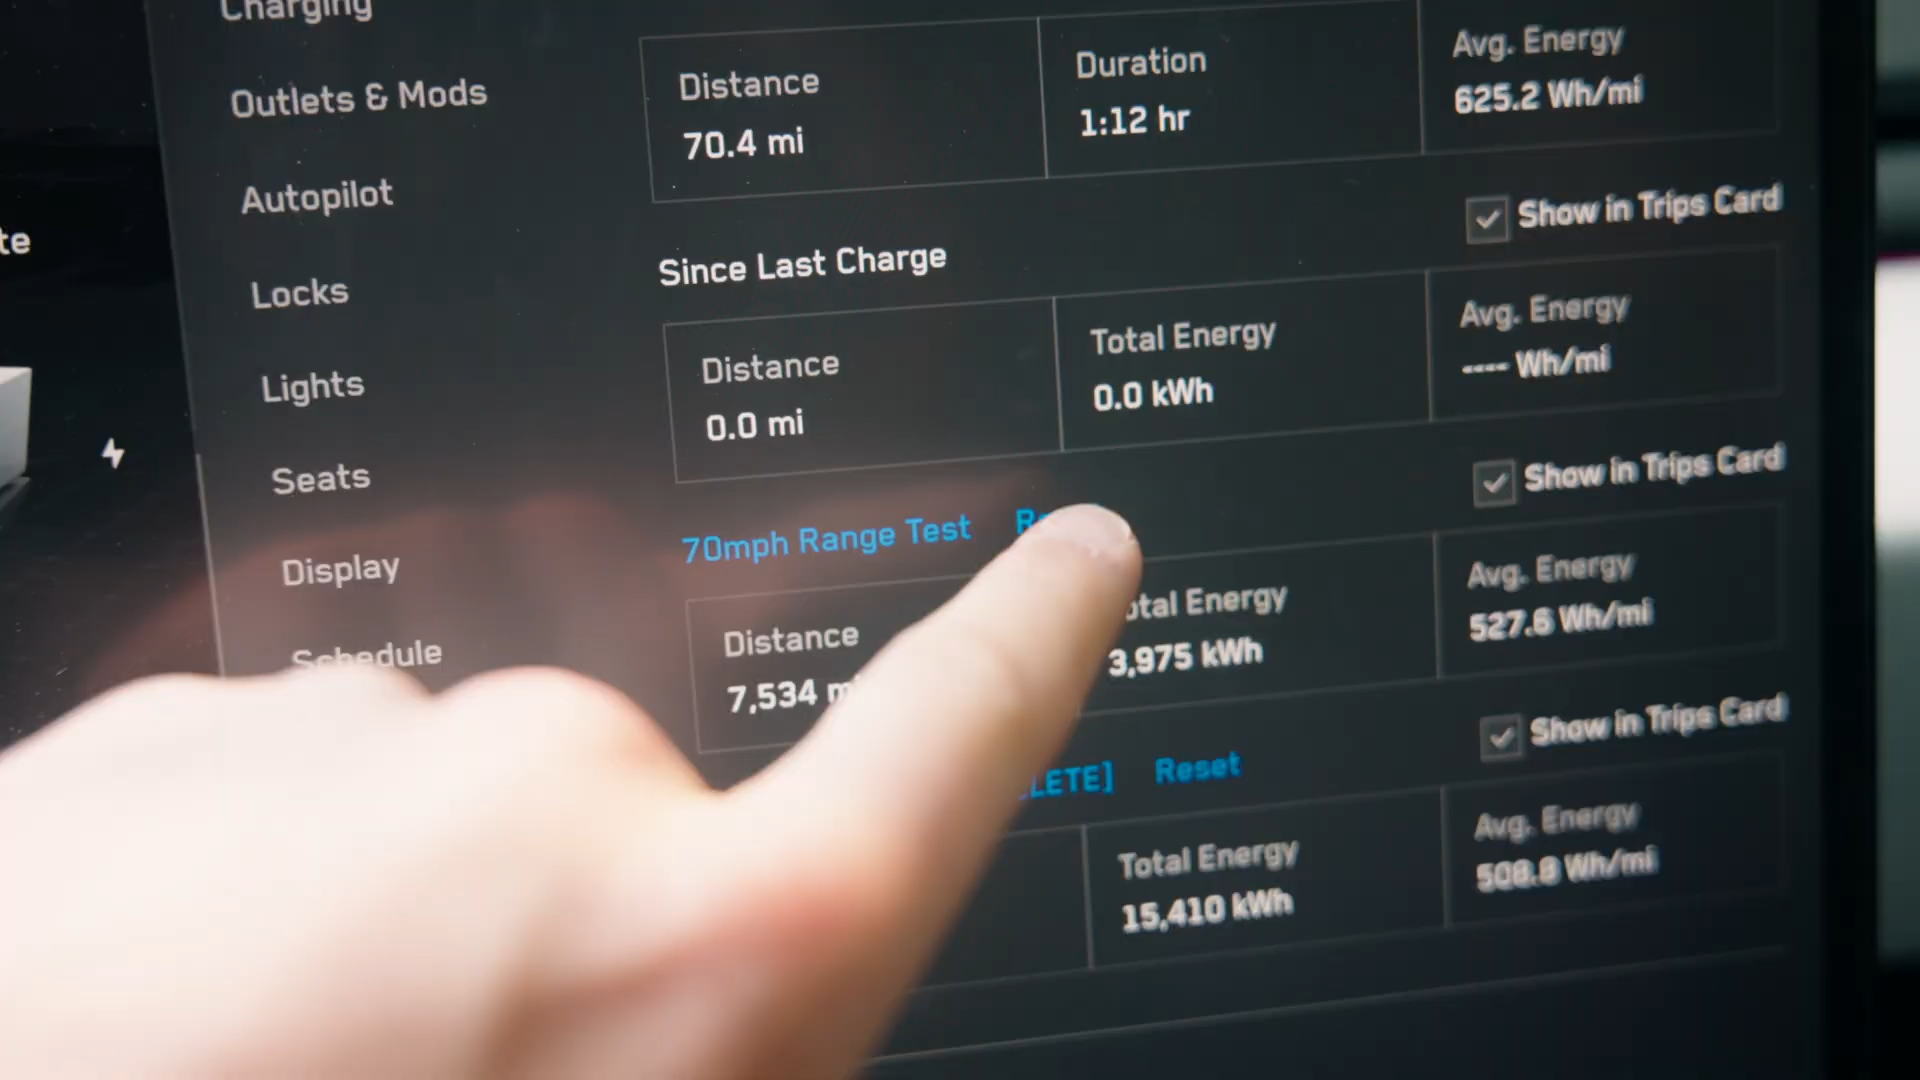 Charging
Outlets & Mods
Autopilot
Locks
Lights
Seats
Display
Schedule
Distance
70.4 mi
Duration
1:12 hr
Avg. Energy
625.2 Wh/mi
Since Last Charge
Show in Trips Card
Distance
0.0 mi
Total Energy
0.0 kWh
Avg. Energy
---- Wh/mi
70mph Range Test
Show in Trips Card
Distance
7,534
Energy
3,975 kWh
Avg. Energy
527.6 Wh/mi
Reset
Show in Trips Card
Total Energy
15,410 kWh
Avg. Energy
508.8 Wh/mi